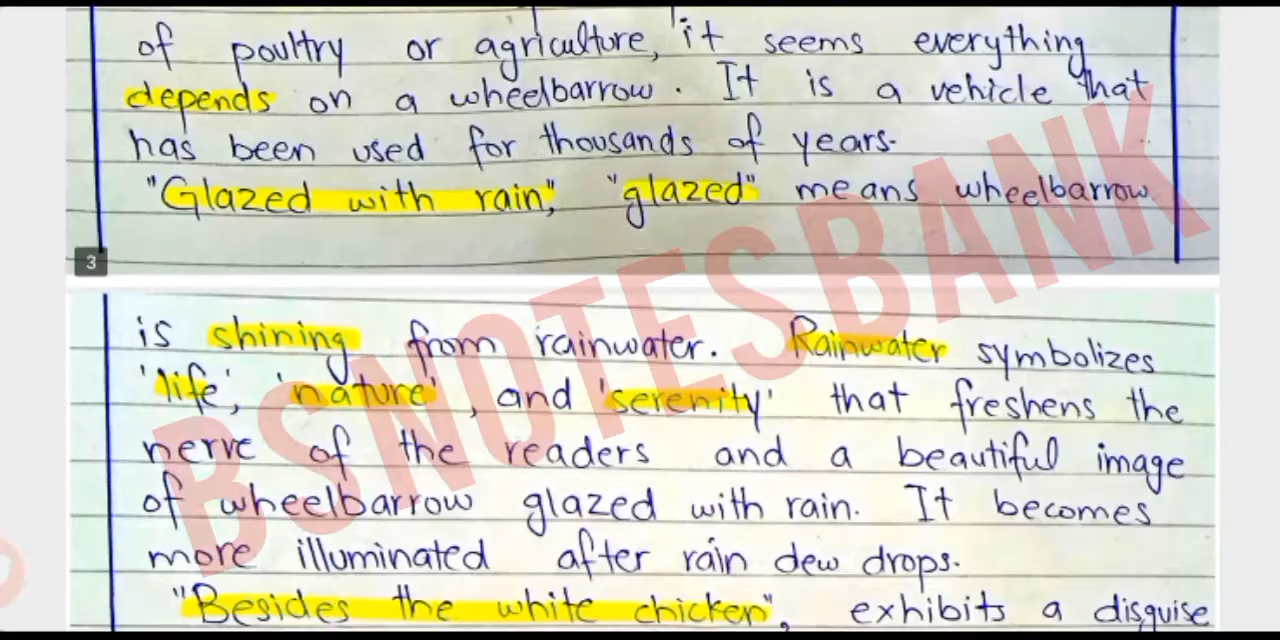 of poultry or agriculture, it seems everything
depends on a wheelbarrow. It is a vehicle that
has been used for thousands of years.
"Glazed with rain", "glazed" means wheelbarrow
3
is shining from rainwater. Rainwater symbolizes
'life', 'nature', and 'serenity' that freshens the
nerve of the readers and a beautiful image
of wheelbarrow glazed with rain. It becomes
more illuminated after rain dew drops.
"Besides the white chicken", exhibits a disguise
BSNOTESBANK